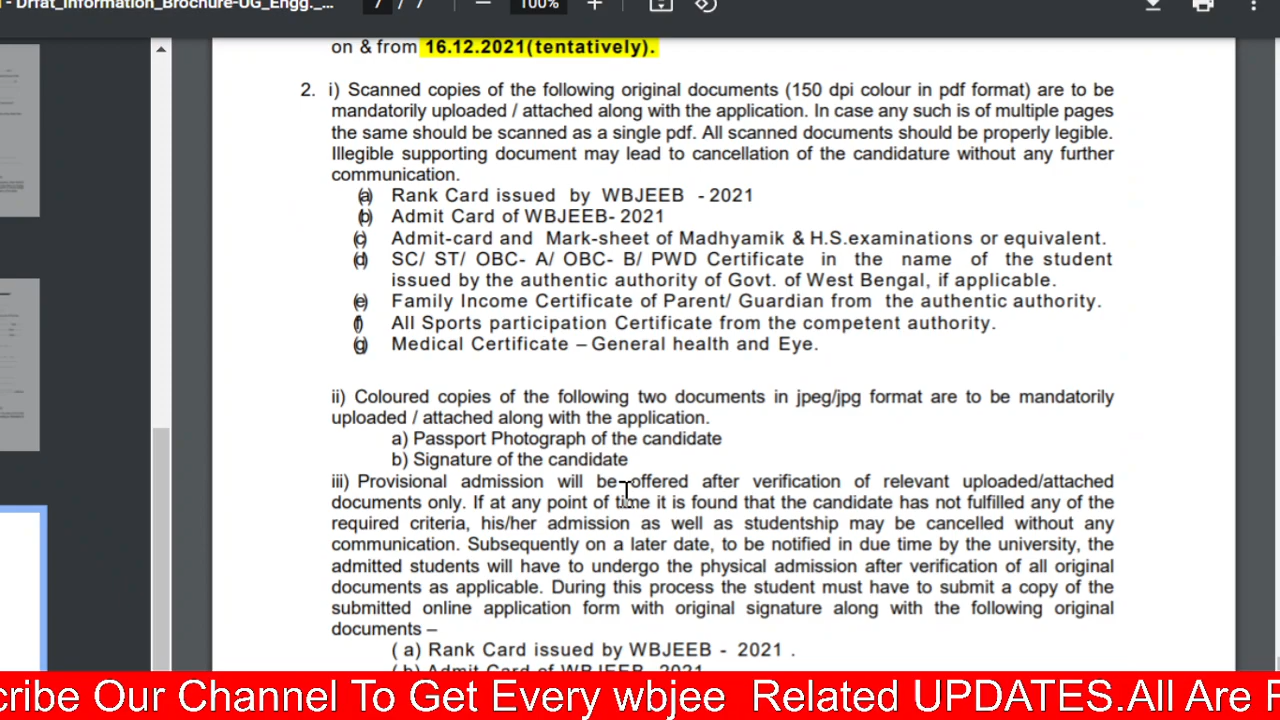 Drfat_Information_Brochure-UG_Engg._... 7 / 7 — 100% +
on & from 16.12.2021(tentatively).
2. i) Scanned copies of the following original documents (150 dpi colour in pdf format) are to be
mandatorily uploaded / attached along with the application. In case any such is of multiple pages
the same should be scanned as a single pdf. All scanned documents should be properly legible.
Illegible supporting document may lead to cancellation of the candidature without any further
communication.
(a) Rank Card issued by WBJEEB - 2021
(b) Admit Card of WBJEEB- 2021
(c) Admit-card and Mark-sheet of Madhyamik & H.S.examinations or equivalent.
(d) SC/ ST/ OBC- A/ OBC- B/ PWD Certificate in the name of the student
issued by the authentic authority of Govt. of West Bengal, if applicable.
(e) Family Income Certificate of Parent/ Guardian from the authentic authority.
(f) All Sports participation Certificate from the competent authority.
(g) Medical Certificate – General health and Eye.
ii) Coloured copies of the following two documents in jpeg/jpg format are to be mandatorily
uploaded / attached along with the application.
a) Passport Photograph of the candidate
b) Signature of the candidate
iii) Provisional admission will be offered after verification of relevant uploaded/attached
documents only. If at any point of time it is found that the candidate has not fulfilled any of the
required criteria, his/her admission as well as studentship may be cancelled without any
communication. Subsequently on a later date, to be notified in due time by the university, the
admitted students will have to undergo the physical admission after verification of all original
documents as applicable. During this process the student must have to submit a copy of the
submitted online application form with original signature along with the following original
documents –
( a) Rank Card issued by WBJEEB - 2021 .
( b) Admit Card of WBJEEB 2021
cribe Our Channel To Get Every wbjee Related UPDATES.All Are F